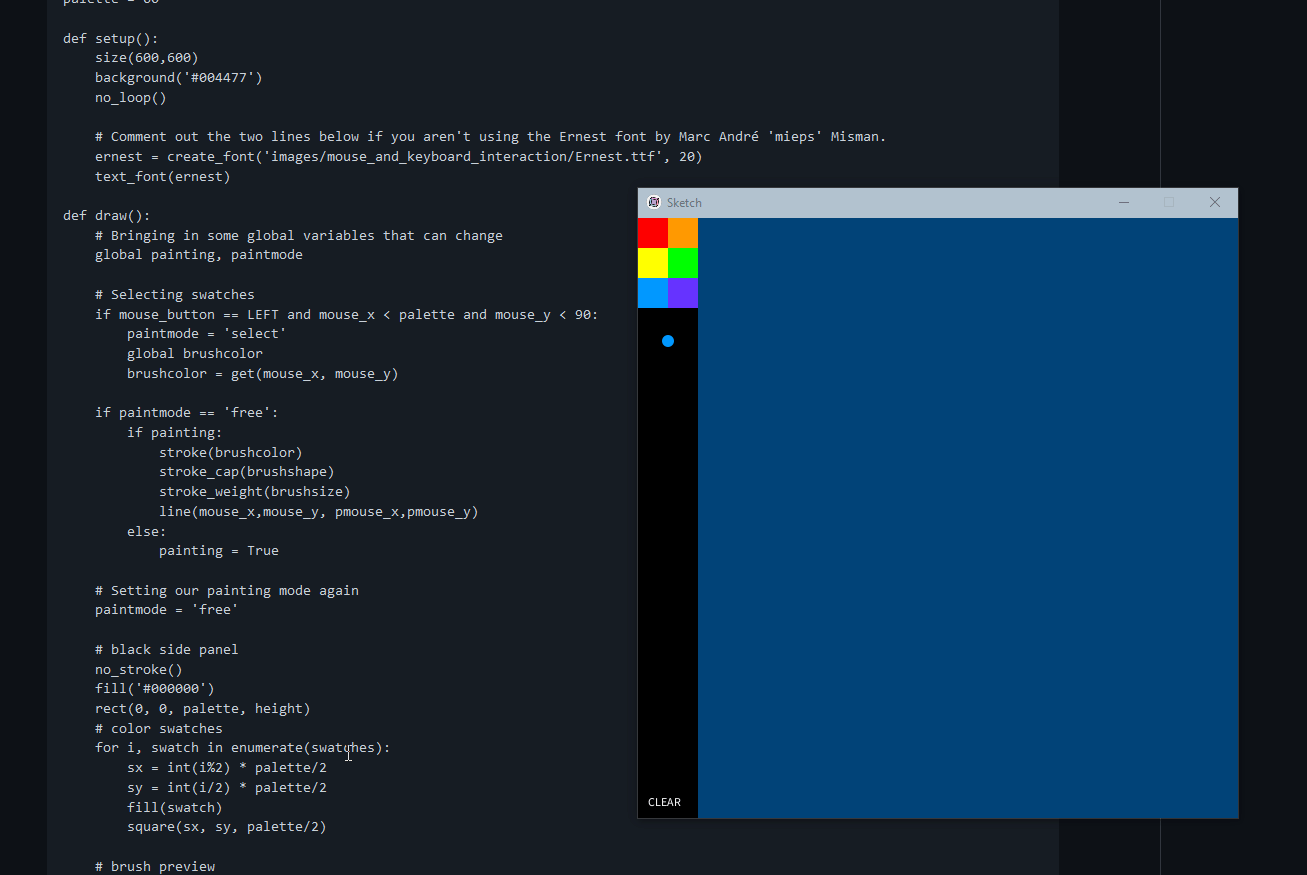 palette = 60
def setup():
size(600,600)
background('#004477')
no_loop()
# Comment out the two lines below if you aren't using the Ernest font by Marc André 'mieps' Misman.
ernest = create_font('images/mouse_and_keyboard_interaction/Ernest.ttf', 20)
text_font(ernest)
def draw():
# Bringing in some global variables that can change
global painting, paintmode
# Selecting swatches
if mouse_button == LEFT and mouse_x < palette and mouse_y < 90:
paintmode = 'select'
global brushcolor
brushcolor = get(mouse_x, mouse_y)
if paintmode == 'free':
if painting:
stroke(brushcolor)
stroke_cap(brushshape)
stroke_weight(brushsize)
line(mouse_x,mouse_y, pmouse_x,pmouse_y)
else:
painting = True
# Setting our painting mode again
paintmode = 'free'
# black side panel
no_stroke()
fill('#000000')
rect(0, 0, palette, height)
# color swatches
for i, swatch in enumerate(swatches):
sx = int(i%2) * palette/2
sy = int(i/2) * palette/2
fill(swatch)
square(sx, sy, palette/2)
# brush preview
Sketch
CLEAR